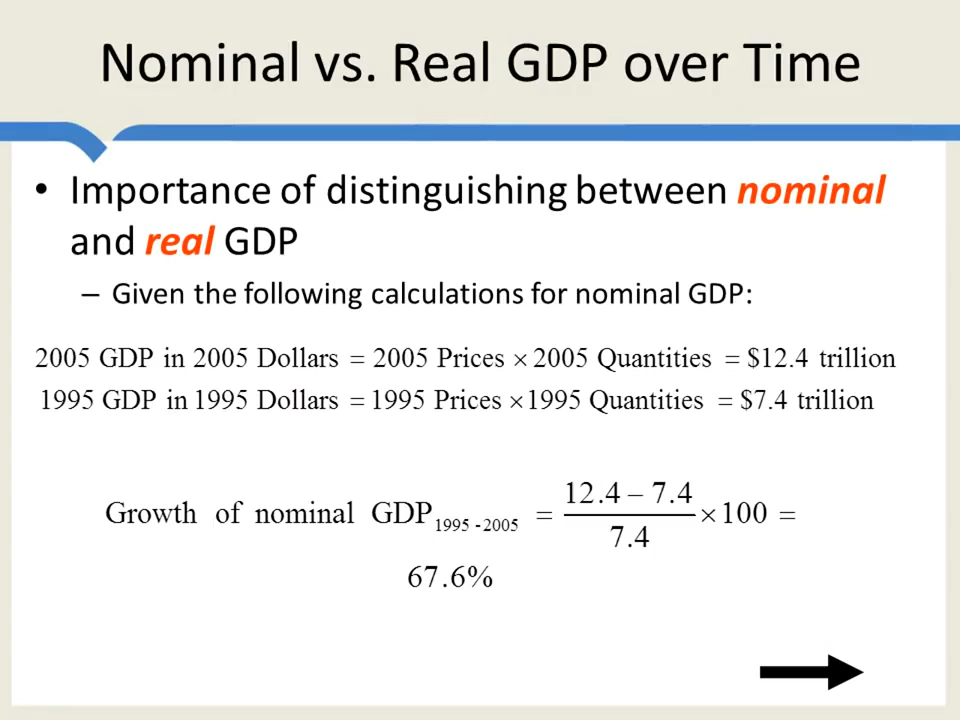 Nominal vs. Real GDP over Time
• Importance of distinguishing between nominal
and real GDP
– Given the following calculations for nominal GDP:
2005 GDP in 2005 Dollars = 2005 Prices × 2005 Quantities = $12.4 trillion
1995 GDP in 1995 Dollars = 1995 Prices × 1995 Quantities = $7.4 trillion
Growth of nominal GDP 1995 - 2005 = 12.4 – 7.4 / 7.4 × 100 =
67.6%